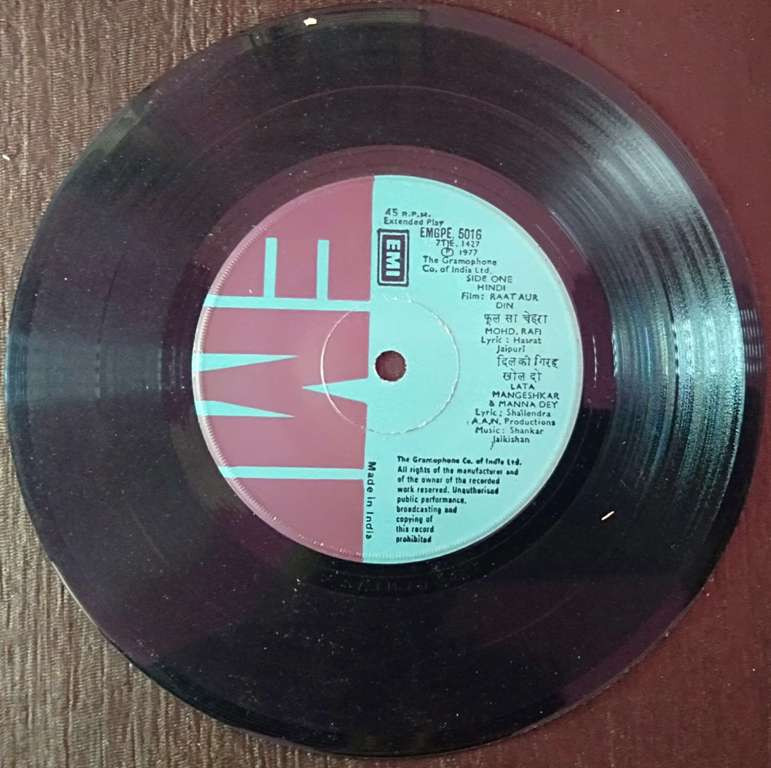 45 R.P.M.
Extended Play
EMGPE. 5016
7TJE. 1427
Ⓟ 1977
EMI
The Gramophone
Co. of India Ltd.
SIDE ONE
HINDI
Film: RAAT AUR
DIN
फूल सा चेहरा
MOHD. RAFI
Lyric : Hasrat
Jaipuri
दिल की गिरह
खोल दो
LATA
MANGESHKAR
& MANNA DEY
Lyric ; Shailendra
A.A.N. Productions
Music : Shankar
Jaikishan
The Gramophone Co. of India Ltd.
All rights of the manufacturer and
of the owner of the recorded
work reserved. Unauthorised
public performance,
broadcasting and
copying of
this record
prohibited
Made in India
EMI